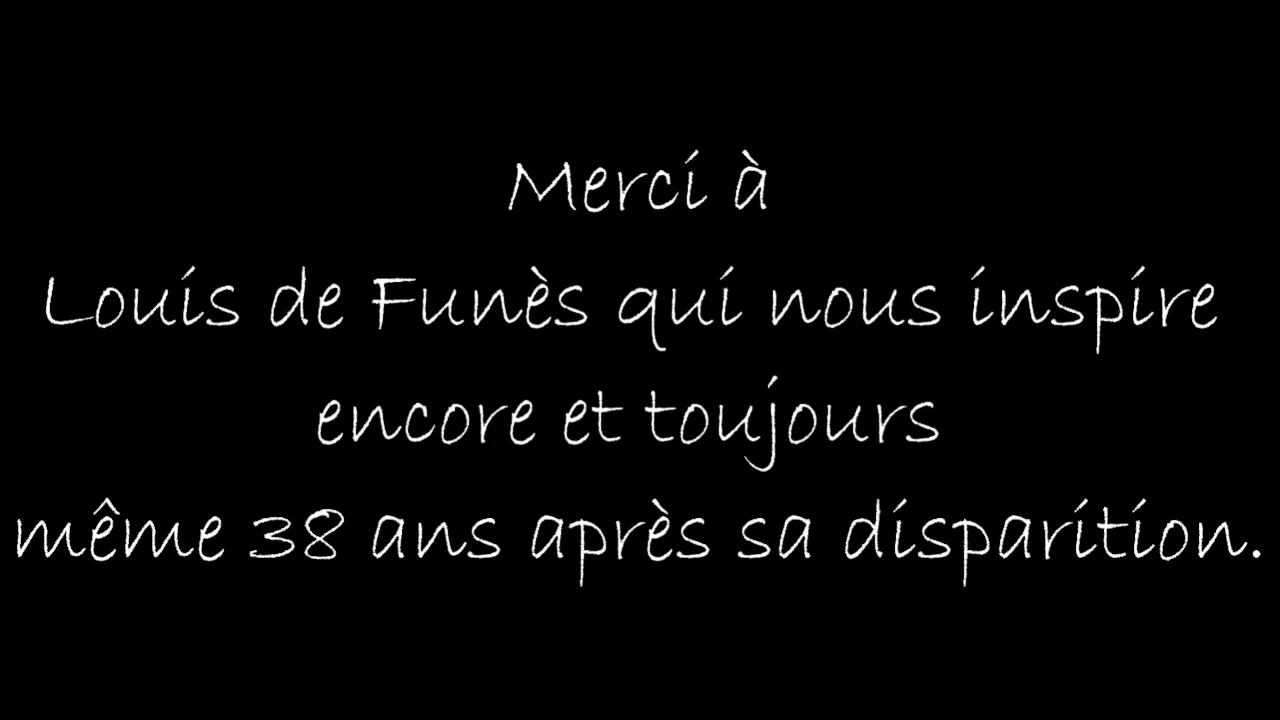 Merci à
Louis de Funès qui nous inspire
encore et toujours
même 38 ans après sa disparition.